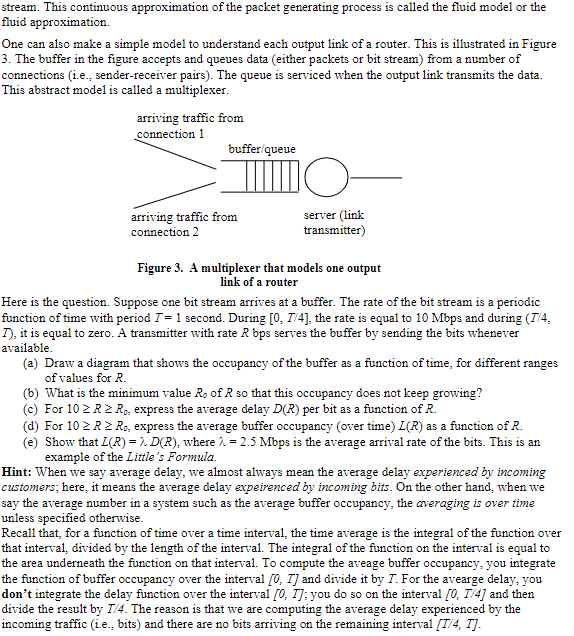 stream. This continuous approximation of the packet generating process is called the fluid model or the
fluid approximation.
One can also make a simple model to understand each output link of a router. This is illustrated in Figure
3. The buffer in the figure accepts and queues data (either packets or bit stream) from a number of
connections (i.e., sender-receiver pairs). The queue is serviced when the output link transmits the data.
This abstract model is called a multiplexer.
arriving traffic from
connection 1
buffer/queue
arriving traffic from
connection 2
server (link
transmitter)
Figure 3. A multiplexer that models one output
link of a router
Here is the question. Suppose one bit stream arrives at a buffer. The rate of the bit stream is a periodic
function of time with period T = 1 second. During [0, T/4], the rate is equal to 10 Mbps and during (T/4,
T), it is equal to zero. A transmitter with rate R bps serves the buffer by sending the bits whenever
available.
(a) Draw a diagram that shows the occupancy of the buffer as a function of time, for different ranges
of values for R.
(b) What is the minimum value R₀ of R so that this occupancy does not keep growing?
(c) For 10 ≥ R ≥ R₀, express the average delay D(R) per bit as a function of R.
(d) For 10 ≥ R ≥ R₀, express the average buffer occupancy (over time) L(R) as a function of R.
(e) Show that L(R) = λ D(R), where λ = 2.5 Mbps is the average arrival rate of the bits. This is an
example of the Little's Formula.
Hint: When we say average delay, we almost always mean the average delay experienced by incoming
customers; here, it means the average delay expeirenced by incoming bits. On the other hand, when we
say the average number in a system such as the average buffer occupancy, the averaging is over time
unless specified otherwise.
Recall that, for a function of time over a time interval, the time average is the integral of the function over
that interval, divided by the length of the interval. The integral of the function on the interval is equal to
the area underneath the function on that interval. To compute the aveage buffer occupancy, you integrate
the function of buffer occupancy over the interval [0, T] and divide it by T. For the avearge delay, you
don't integrate the delay function over the interval [0, T]; you do so on the interval [0, T/4] and then
divide the result by T/4. The reason is that we are computing the average delay experienced by the
incoming traffic (i.e., bits) and there are no bits arriving on the remaining interval [T/4, T].